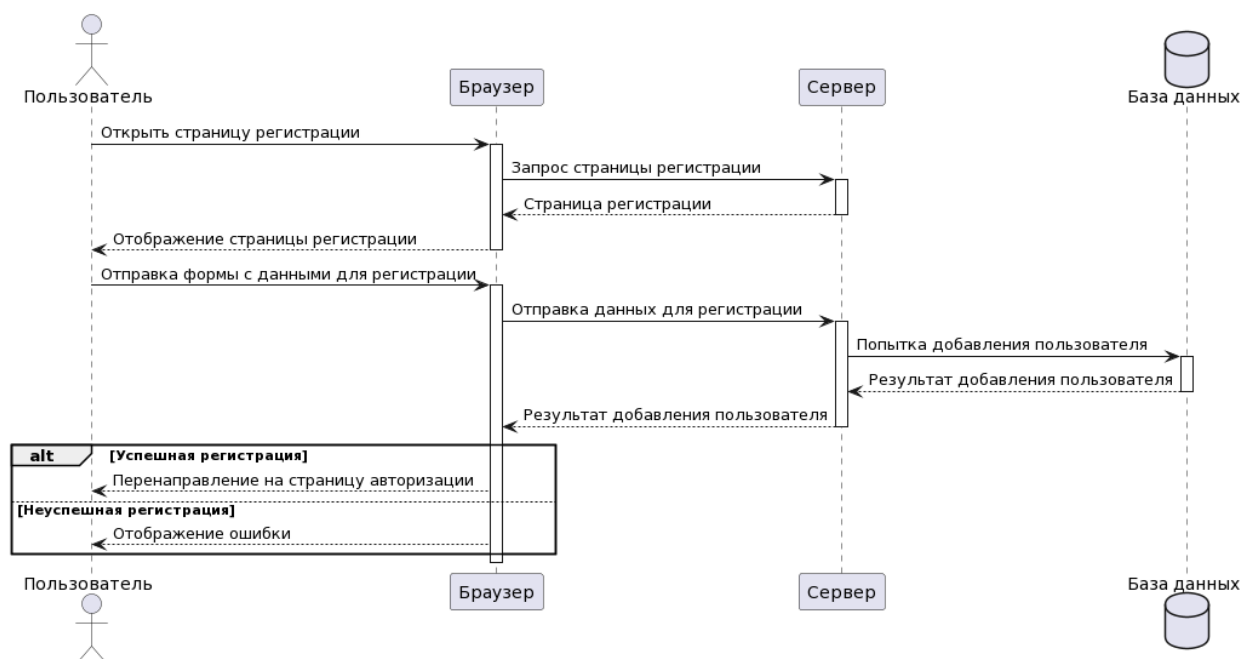 Пользователь
Браузер
Сервер
База данных
Открыть страницу регистрации
Запрос страницы регистрации
Страница регистрации
Отображение страницы регистрации
Отправка формы с данными для регистрации
Отправка данных для регистрации
Попытка добавления пользователя
Результат добавления пользователя
Результат добавления пользователя
alt [Успешная регистрация]
Перенаправление на страницу авторизации
[Неуспешная регистрация]
Отображение ошибки
Пользователь
Браузер
Сервер
База данных